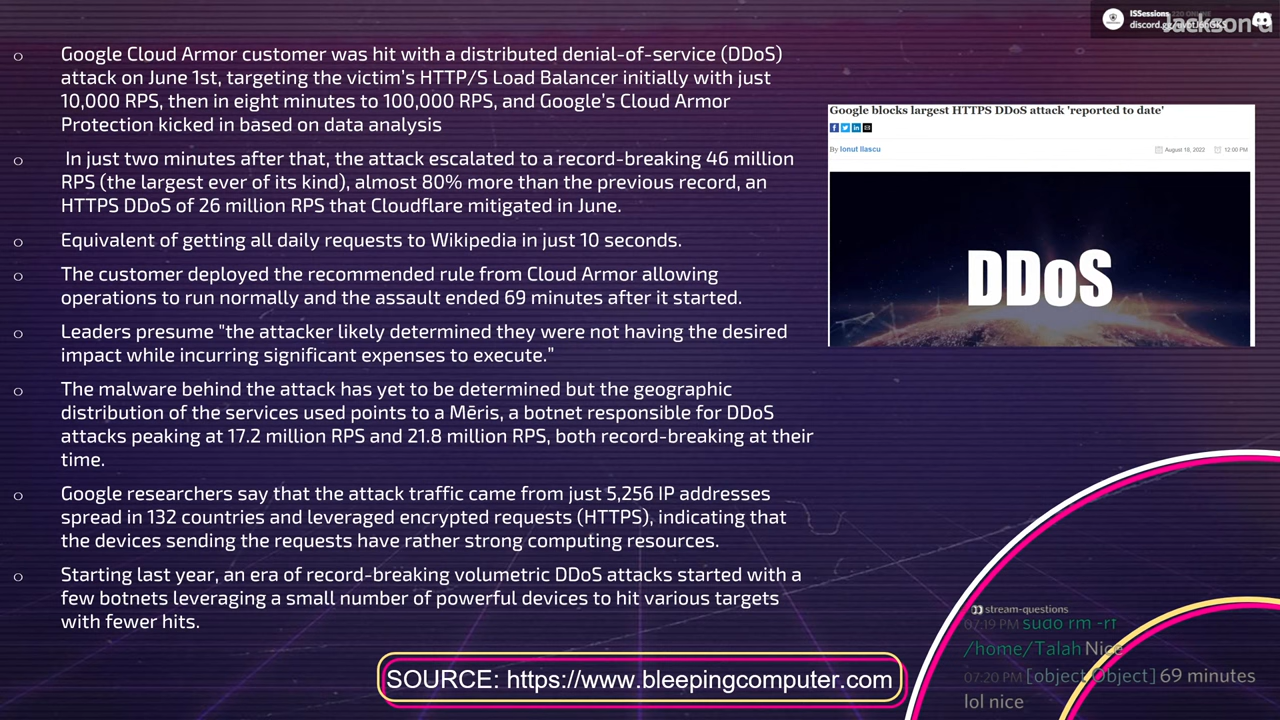 ISSessions
Jackson
Google Cloud Armor customer was hit with a distributed denial-of-service (DDoS)
attack on June 1st, targeting the victim's HTTP/S Load Balancer initially with just
10,000 RPS, then in eight minutes to 100,000 RPS, and Google's Cloud Armor
Protection kicked in based on data analysis
In just two minutes after that, the attack escalated to a record-breaking 46 million
RPS (the largest ever of its kind), almost 80% more than the previous record, an
HTTPS DDoS of 26 million RPS that Cloudflare mitigated in June.
Equivalent of getting all daily requests to Wikipedia in just 10 seconds.
The customer deployed the recommended rule from Cloud Armor allowing
operations to run normally and the assault ended 69 minutes after it started.
Leaders presume "the attacker likely determined they were not having the desired
impact while incurring significant expenses to execute."
The malware behind the attack has yet to be determined but the geographic
distribution of the services used points to a Mēris, a botnet responsible for DDoS
attacks peaking at 17.2 million RPS and 21.8 million RPS, both record-breaking at their
time.
Google researchers say that the attack traffic came from just 5,256 IP addresses
spread in 132 countries and leveraged encrypted requests (HTTPS), indicating that
the devices sending the requests have rather strong computing resources.
Starting last year, an era of record-breaking volumetric DDoS attacks started with a
few botnets leveraging a small number of powerful devices to hit various targets
with fewer hits.
Google blocks largest HTTPS DDoS attack 'reported to date'
By Ionut Ilascu
August 18, 2022
12:00 PM
DDoS
stream-questions
07:19 PM sudo rm -rf
/home/Talah Nice
07:20 PM [object Object] 69 minutes
lol nice
SOURCE: https://www.bleepingcomputer.com